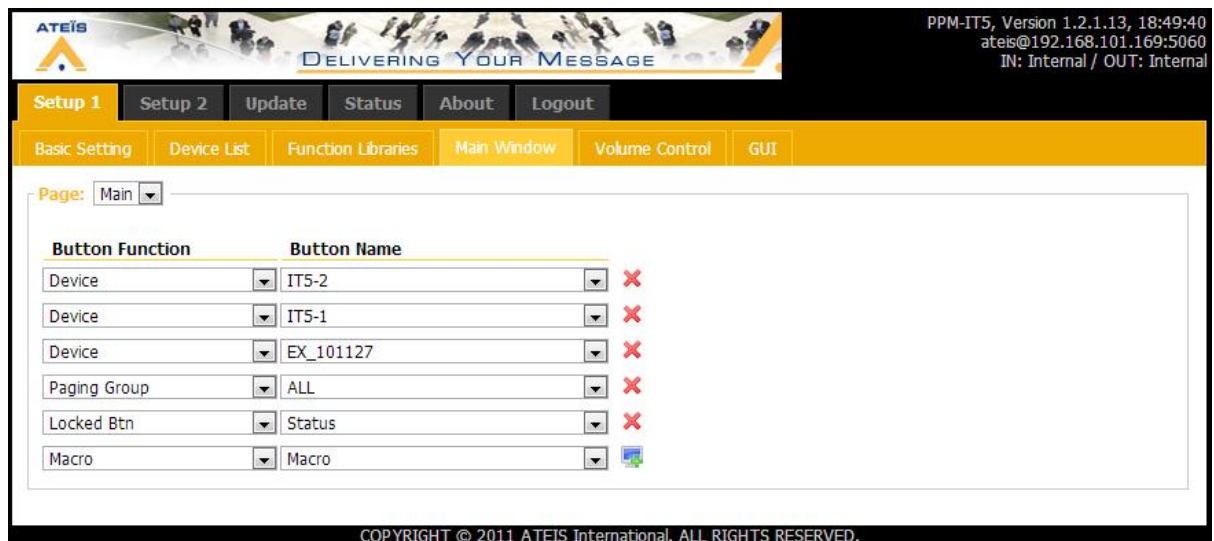 ATEÏS
DELIVERING YOUR MESSAGE
PPM-IT5, Version 1.2.1.13, 18:49:40
ateis@192.168.101.169:5060
IN: Internal / OUT: Internal
Setup 1 Setup 2 Update Status About Logout
Basic Setting Device List Function Libraries Main Window Volume Control GUI
Page: Main
Button Function Button Name
Device IT5-2
Device IT5-1
Device EX_101127
Paging Group ALL
Locked Btn Status
Macro Macro
COPYRIGHT © 2011 ATEIS International. ALL RIGHTS RESERVED.